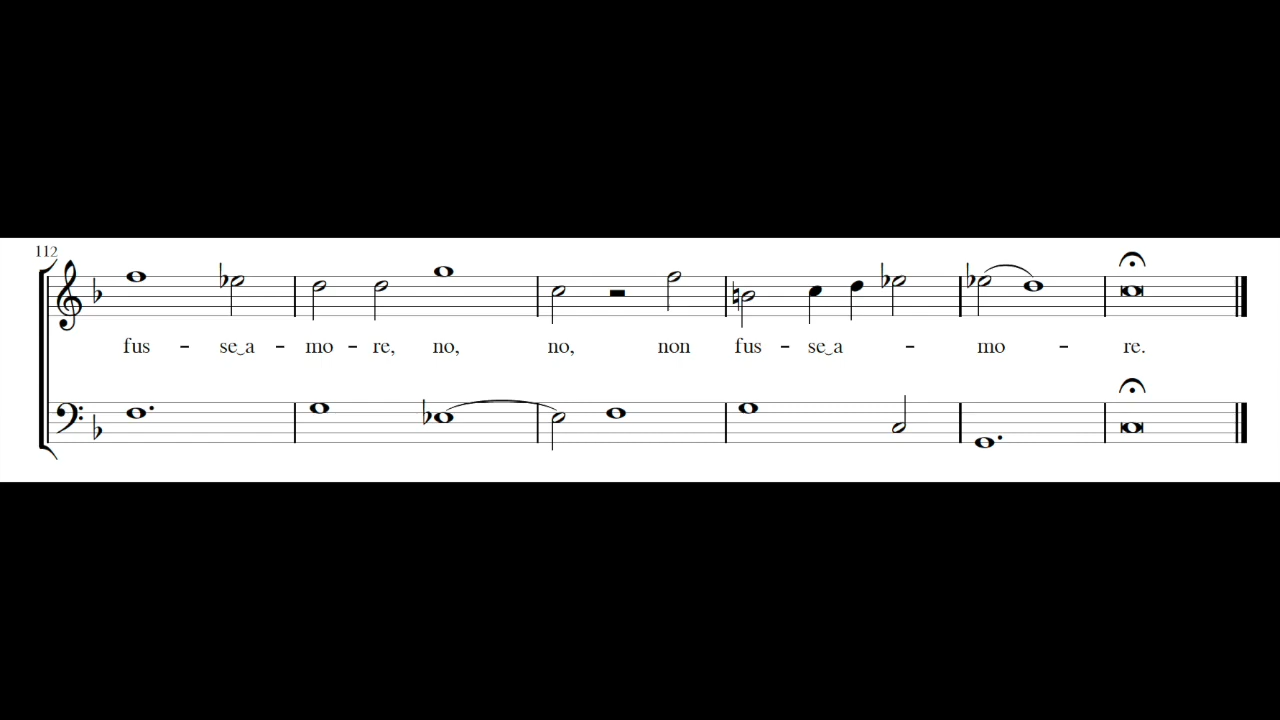 112
fus - se‿a - mo - re, no, no, non fus - se‿a - mo - re.